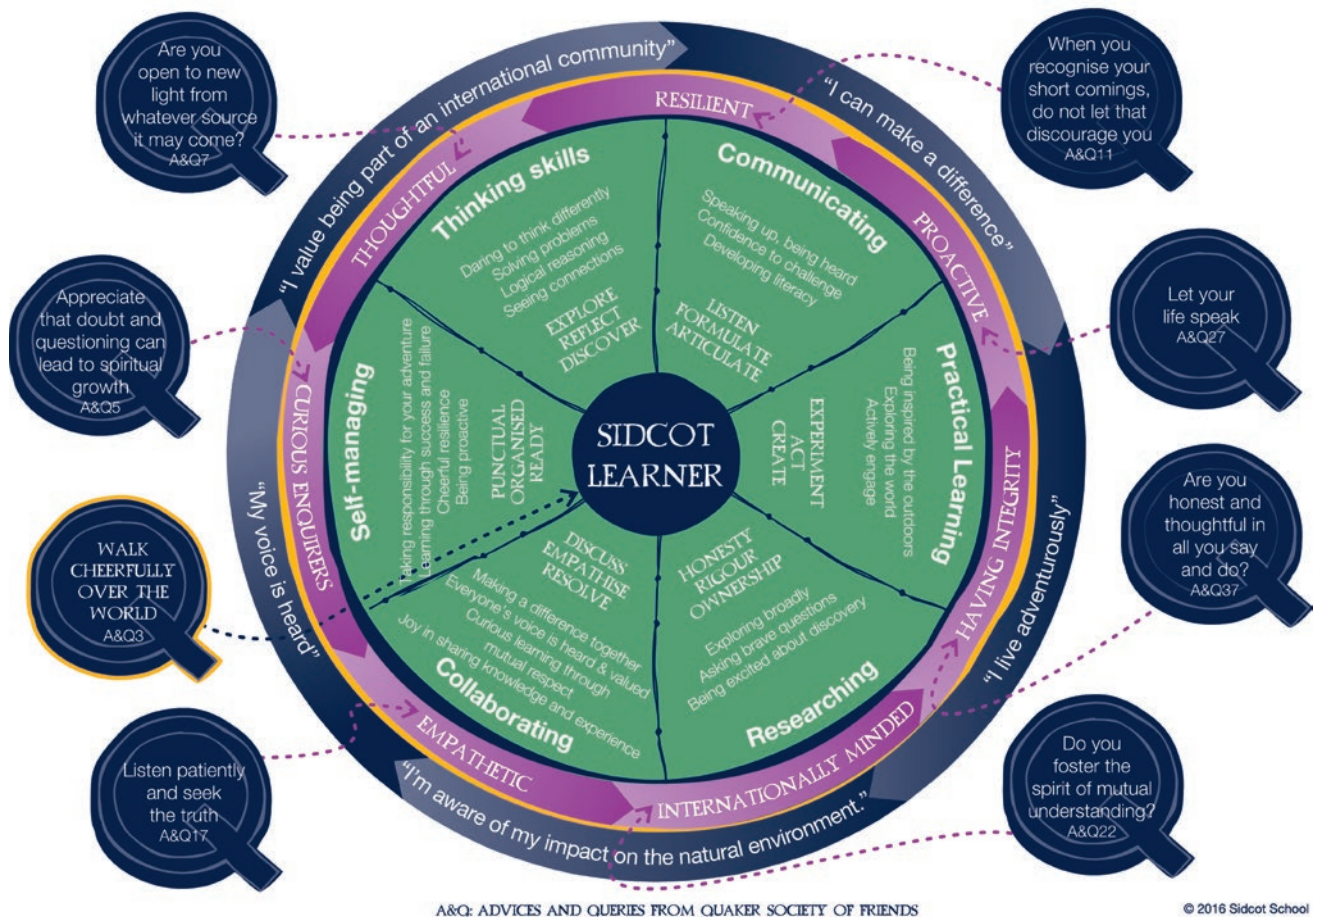 Are you
open to new
light from
whatever source
it may come?
A&Q7
Appreciate
that doubt and
questioning can
lead to spiritual
growth
A&Q5
WALK
CHEERFULLY
OVER THE
WORLD
A&Q3
Listen patiently
and seek
the truth
A&Q17
When you
recognise your
short comings,
do not let that
discourage you
A&Q11
Let your
life speak
A&Q27
Are you
honest and
thoughtful in
all you say
and do?
A&Q37
Do you
foster the
spirit of mutual
understanding?
A&Q22
"I value being part of an international community"
"I can make a difference"
"I live adventurously"
"I'm aware of my impact on the natural environment."
"My voice is heard"
RESILIENT
PROACTIVE
HAVING INTEGRITY
INTERNATIONALLY MINDED
EMPATHETIC
CURIOUS ENQUIRERS
THOUGHTFUL
Thinking skills
Daring to think differently
Solving problems
Logical reasoning
Seeing connections
EXPLORE
REFLECT
DISCOVER
Communicating
Speaking up, being heard
Confidence to challenge
Developing literacy
LISTEN
FORMULATE
ARTICULATE
Practical Learning
Being inspired by the outdoors
Exploring the world
Actively engage
EXPERIMENT
ACT
CREATE
HONESTY
RIGOUR
OWNERSHIP
Exploring broadly
Asking brave questions
Being excited about discovery
Researching
DISCUSS
EMPATHISE
RESOLVE
Making a difference together
Everyone's voice is heard & valued
Curious learning through
mutual respect
Joy in sharing knowledge and experience
Collaborating
Self-managing
Taking responsibility for your adventure
Learning through success and failure
Cheerful resilience
Being proactive
PUNCTUAL
ORGANISED
READY
SIDCOT
LEARNER
A&Q: ADVICES AND QUERIES FROM QUAKER SOCIETY OF FRIENDS
© 2016 Sidcot School